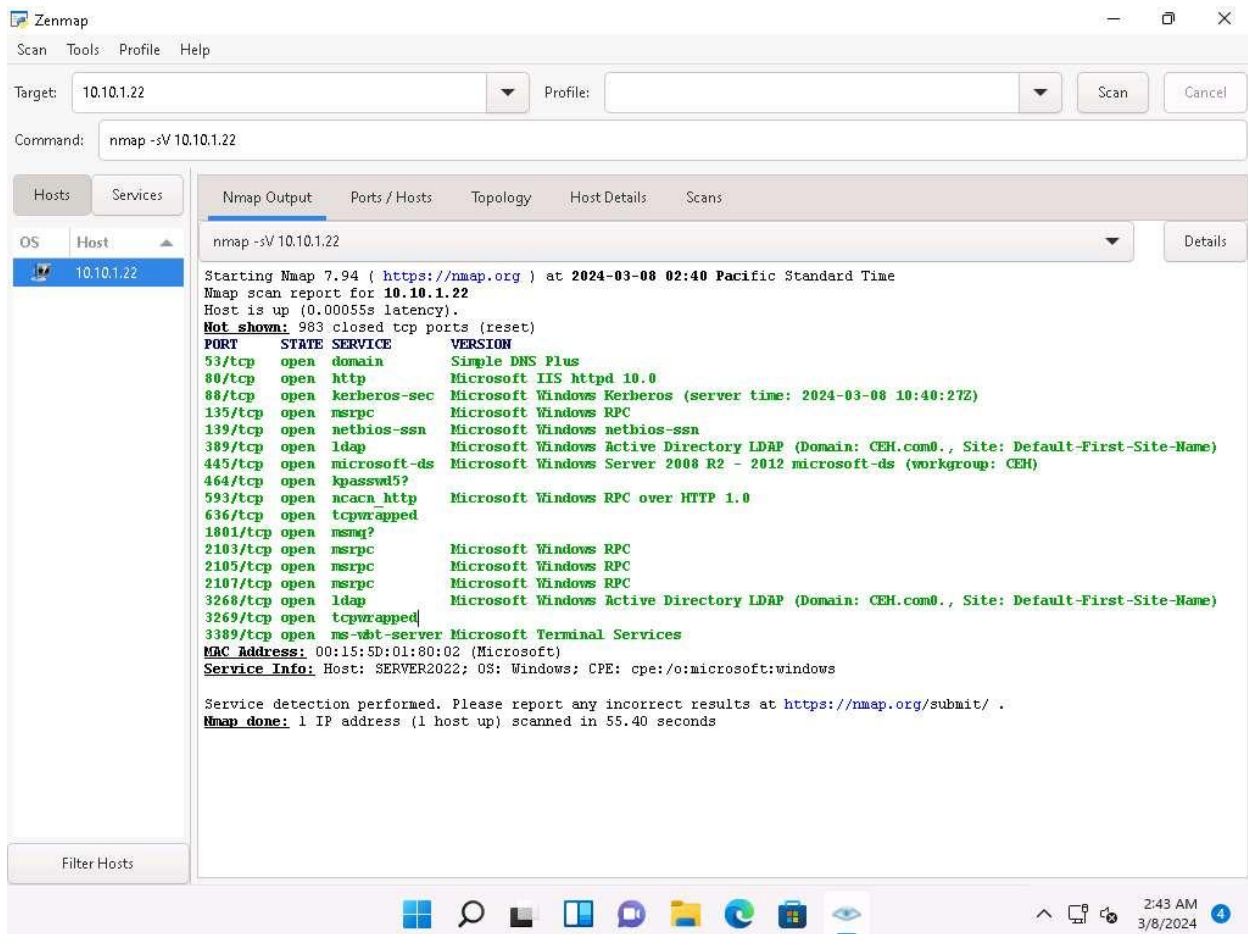 Zenmap
Scan Tools Profile Help
Target: 10.10.1.22 Profile: Scan Cancel
Command: nmap -sV 10.10.1.22
Hosts Services
Nmap Output Ports / Hosts Topology Host Details Scans
OS Host
nmap -sV 10.10.1.22 Details
10.10.1.22
Starting Nmap 7.94 ( https://nmap.org ) at 2024-03-08 02:40 Pacific Standard Time
Nmap scan report for 10.10.1.22
Host is up (0.00055s latency).
Not shown: 983 closed tcp ports (reset)
PORT STATE SERVICE VERSION
53/tcp open domain Simple DNS Plus
80/tcp open http Microsoft IIS httpd 10.0
88/tcp open kerberos-sec Microsoft Windows Kerberos (server time: 2024-03-08 10:40:27Z)
135/tcp open msrpc Microsoft Windows RPC
139/tcp open netbios-ssn Microsoft Windows netbios-ssn
389/tcp open ldap Microsoft Windows Active Directory LDAP (Domain: CEH.com0., Site: Default-First-Site-Name)
445/tcp open microsoft-ds Microsoft Windows Server 2008 R2 - 2012 microsoft-ds (workgroup: CEH)
464/tcp open kpasswd5?
593/tcp open ncacn_http Microsoft Windows RPC over HTTP 1.0
636/tcp open tcpwrapped
1801/tcp open msmq?
2103/tcp open msrpc Microsoft Windows RPC
2105/tcp open msrpc Microsoft Windows RPC
2107/tcp open msrpc Microsoft Windows RPC
3268/tcp open ldap Microsoft Windows Active Directory LDAP (Domain: CEH.com0., Site: Default-First-Site-Name)
3269/tcp open tcpwrapped
3389/tcp open ms-wbt-server Microsoft Terminal Services
MAC Address: 00:15:5D:01:80:02 (Microsoft)
Service Info: Host: SERVER2022; OS: Windows; CPE: cpe:/o:microsoft:windows
Service detection performed. Please report any incorrect results at https://nmap.org/submit/ .
Nmap done: 1 IP address (1 host up) scanned in 55.40 seconds
Filter Hosts
2:43 AM
3/8/2024
4